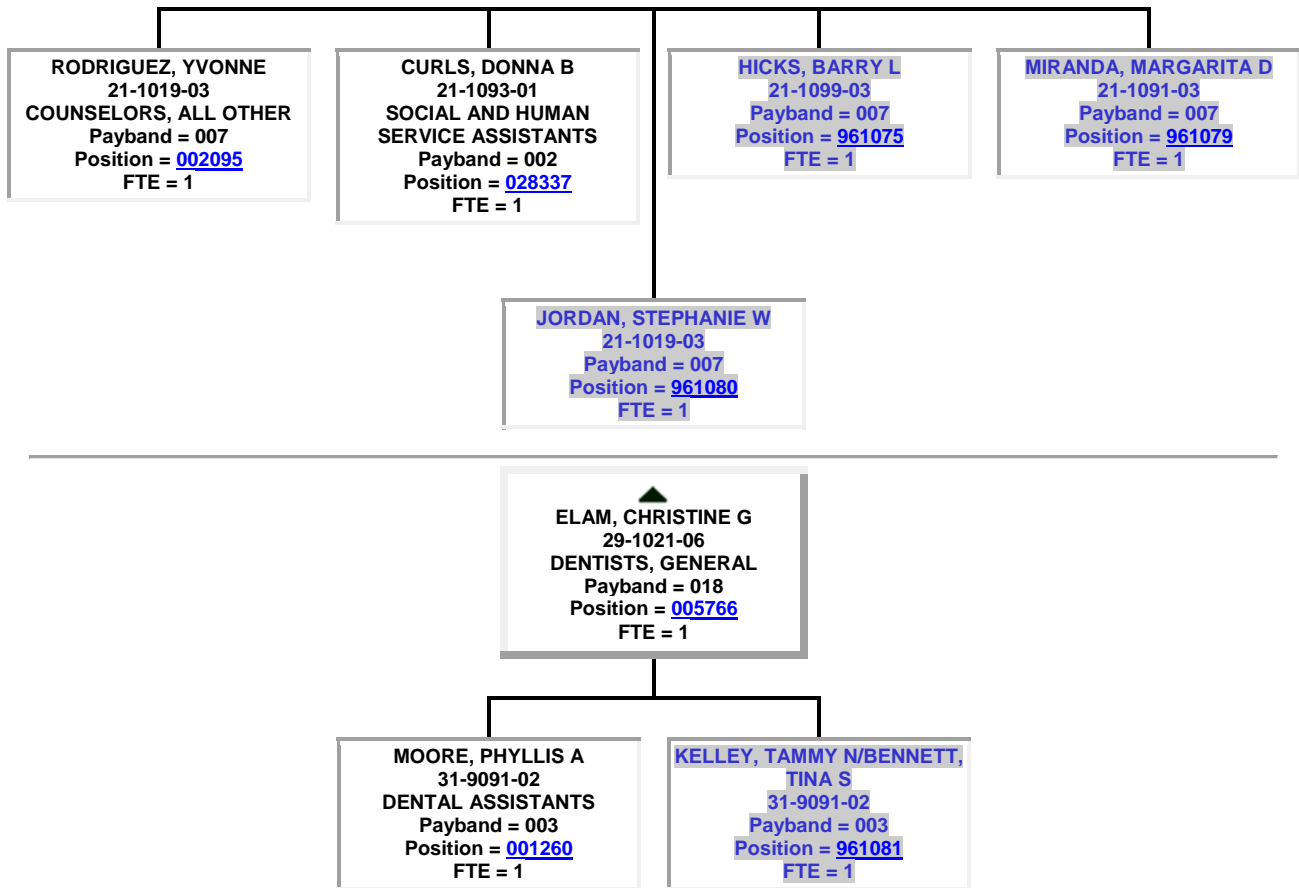 RODRIGUEZ, YVONNE
21-1019-03
COUNSELORS, ALL OTHER
Payband = 007
Position = 002095
FTE = 1
CURLS, DONNA B
21-1093-01
SOCIAL AND HUMAN
SERVICE ASSISTANTS
Payband = 002
Position = 028337
FTE = 1
HICKS, BARRY L
21-1099-03
Payband = 007
Position = 961075
FTE = 1
MIRANDA, MARGARITA D
21-1091-03
Payband = 007
Position = 961079
FTE = 1
JORDAN, STEPHANIE W
21-1019-03
Payband = 007
Position = 961080
FTE = 1
ELAM, CHRISTINE G
29-1021-06
DENTISTS, GENERAL
Payband = 018
Position = 005766
FTE = 1
MOORE, PHYLLIS A
31-9091-02
DENTAL ASSISTANTS
Payband = 003
Position = 001260
FTE = 1
KELLEY, TAMMY N/BENNETT,
TINA S
31-9091-02
Payband = 003
Position = 961081
FTE = 1